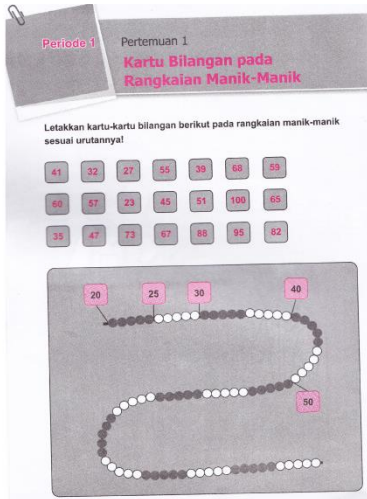 Periode 1
Pertemuan 1
Kartu Bilangan pada
Rangkaian Manik-Manik
Letakkan kartu-kartu bilangan berikut pada rangkaian manik-manik
sesuai urutannya!
41 32 27 55 39 68 59
60 57 23 45 51 100 65
35 47 73 67 88 95 82
20 25 30 40
50